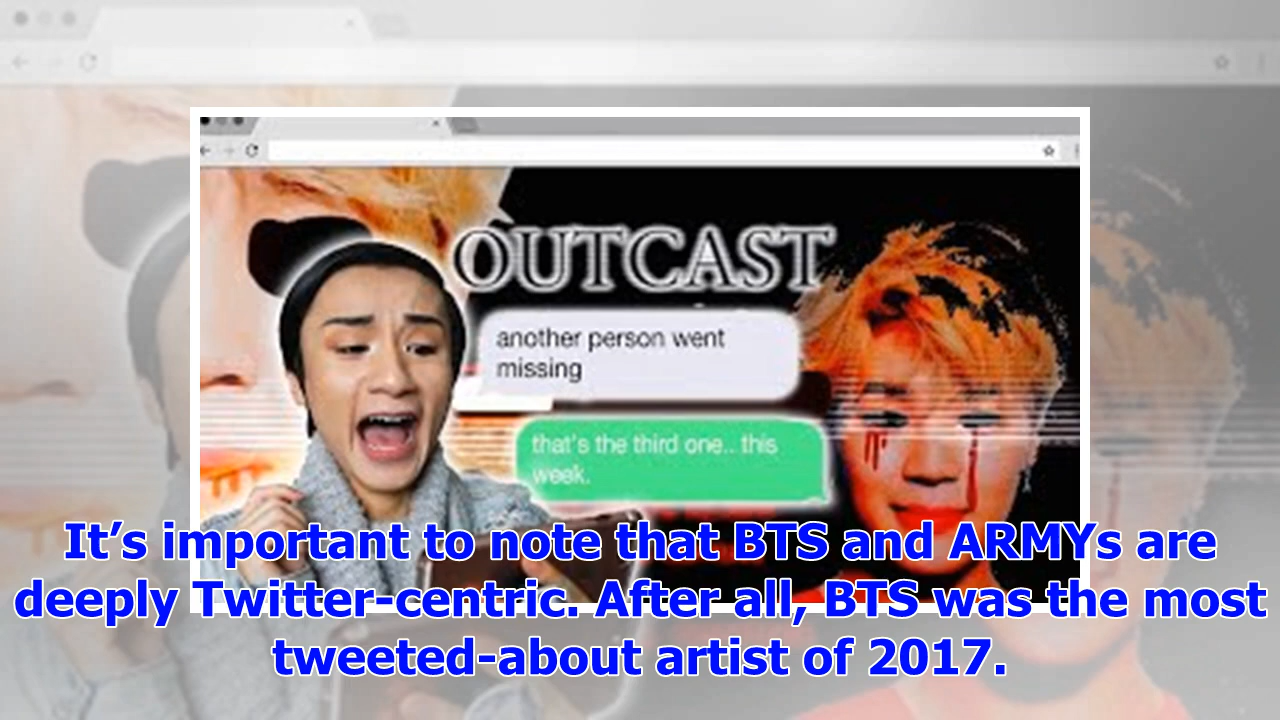 OUTCAST
another person went
missing
that's the third one.. this
week.
It’s important to note that BTS and ARMYs are
deeply Twitter-centric. After all, BTS was the most
tweeted-about artist of 2017.